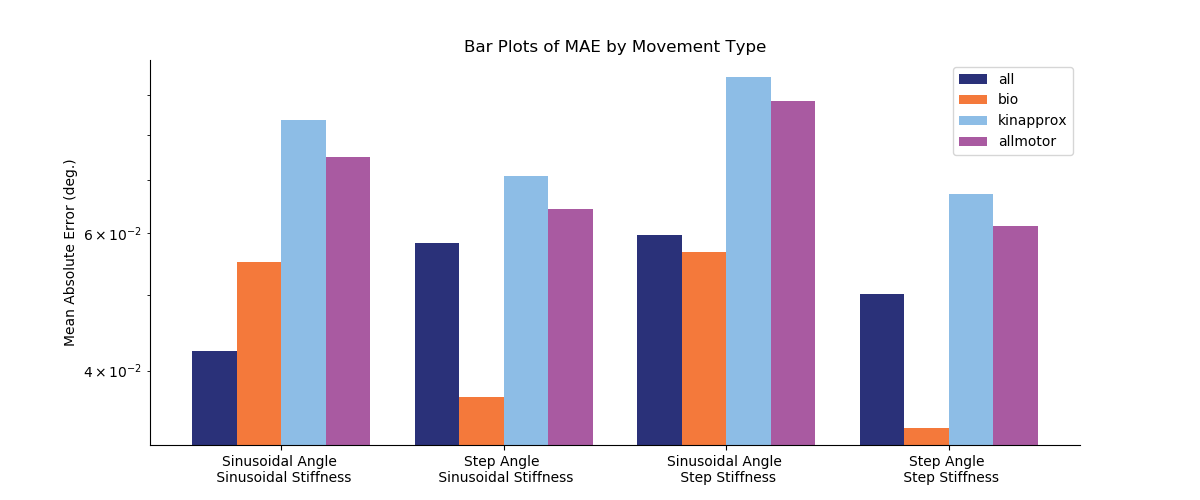 Bar Plots of MAE by Movement Type
all
bio
kinapprox
allmotor
Mean Absolute Error (deg.)
6 × 10⁻²
4 × 10⁻²
Sinusoidal Angle
Sinusoidal Stiffness
Step Angle
Sinusoidal Stiffness
Sinusoidal Angle
Step Stiffness
Step Angle
Step Stiffness